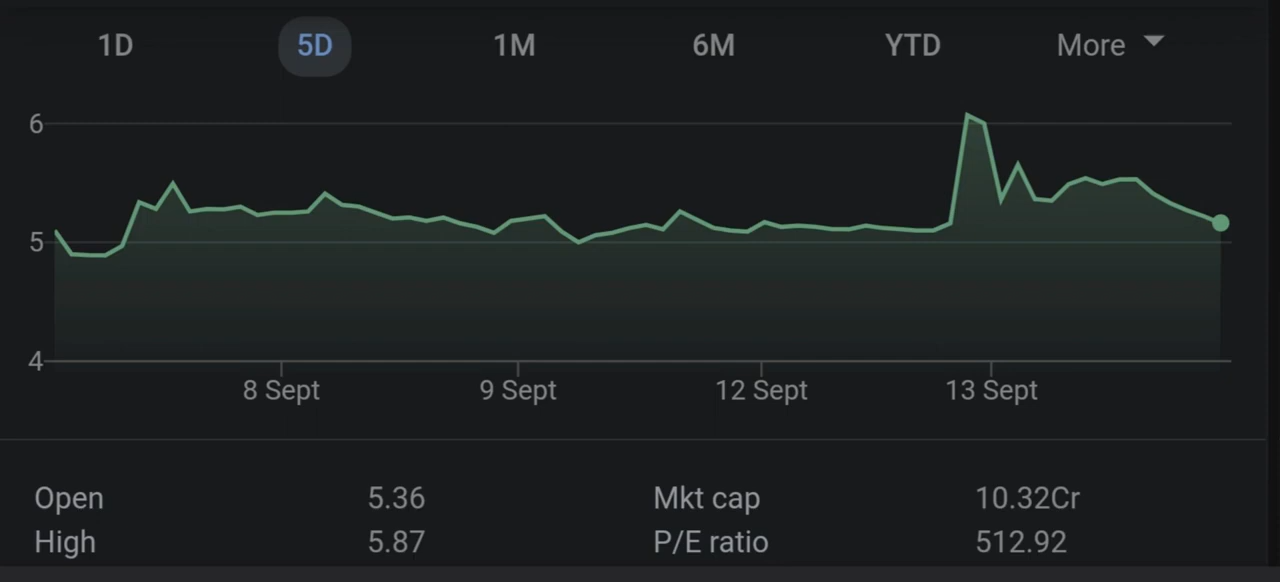 1D 5D 1M 6M YTD More
6
5
4
8 Sept 9 Sept 12 Sept 13 Sept
Open 5.36 Mkt cap 10.32Cr
High 5.87 P/E ratio 512.92